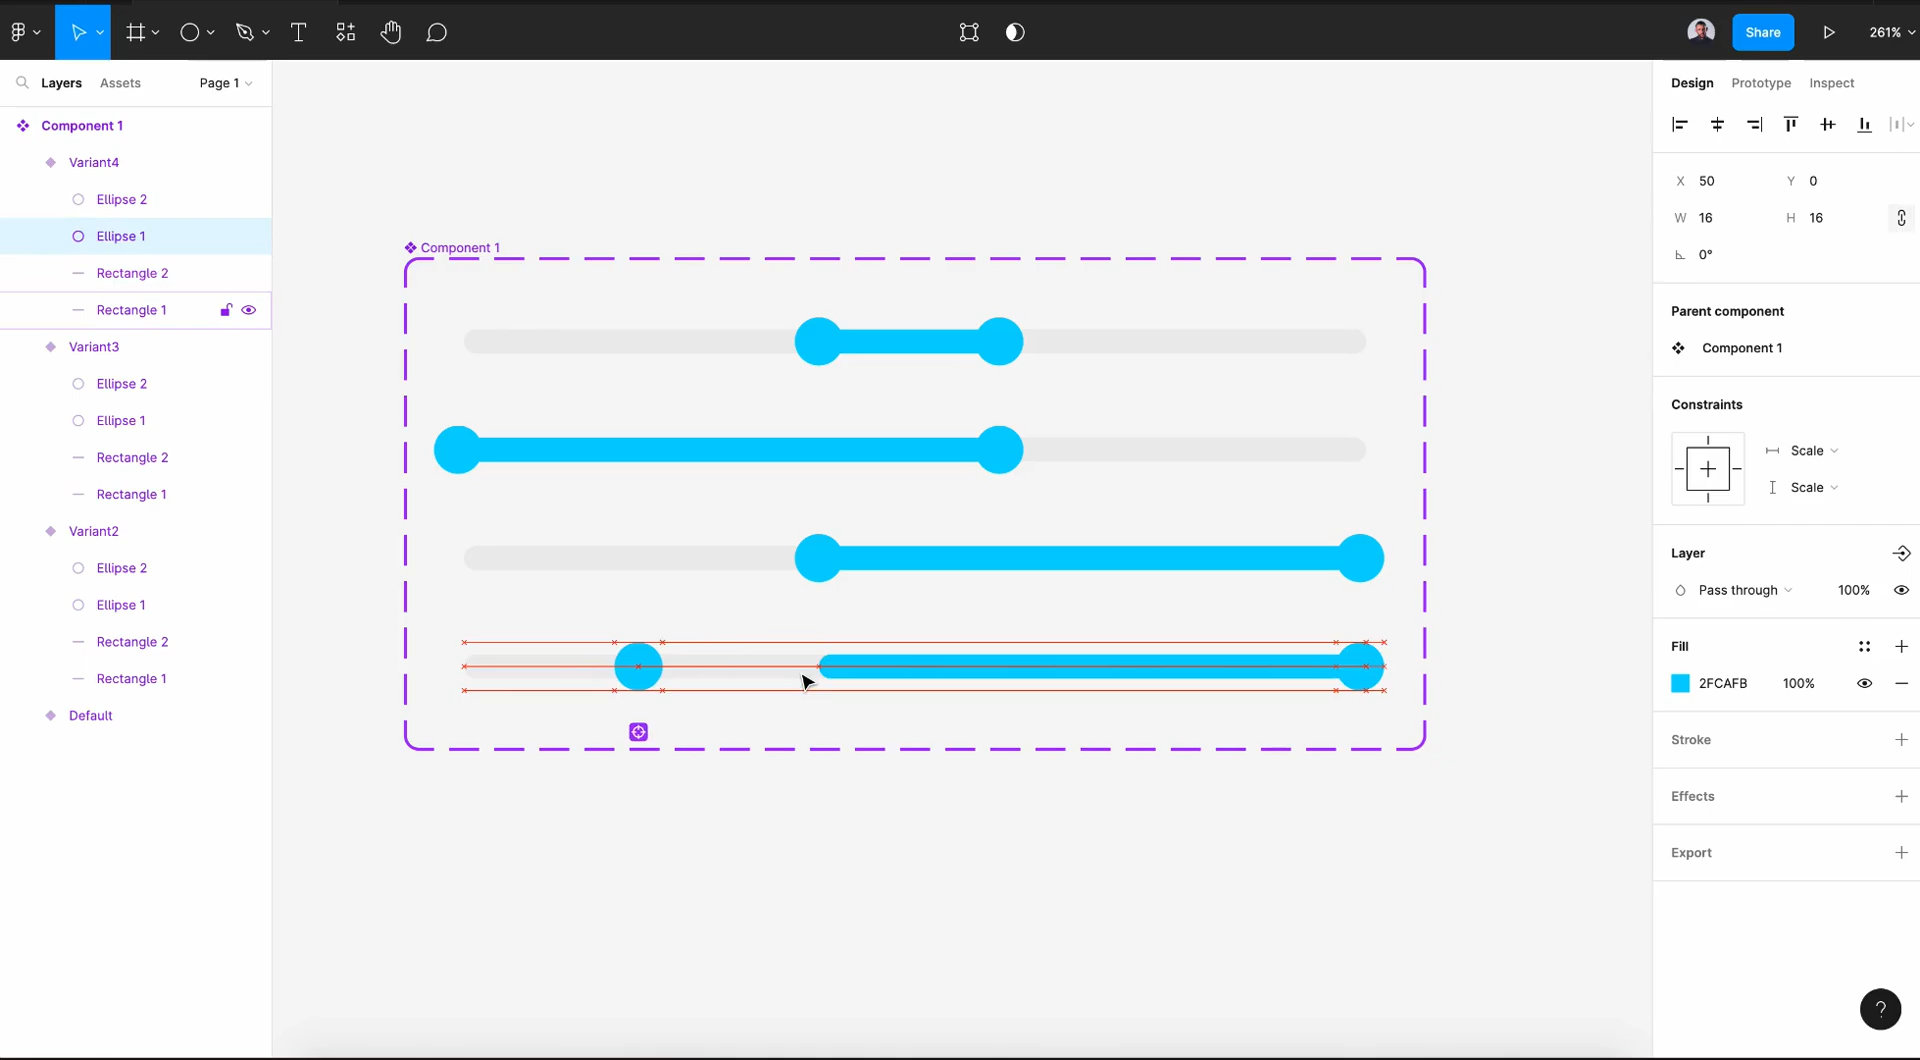 Share
261%
Layers
Assets
Page 1
Component 1
Variant4
Ellipse 2
Ellipse 1
Rectangle 2
Rectangle 1
Variant3
Ellipse 2
Ellipse 1
Rectangle 2
Rectangle 1
Variant2
Ellipse 2
Ellipse 1
Rectangle 2
Rectangle 1
Default
Component 1
Design
Prototype
Inspect
X 50
Y 0
W 16
H 16
0°
Parent component
Component 1
Constraints
Scale
Scale
Layer
Pass through
100%
Fill
2FCAFB
100%
Stroke
Effects
Export
?